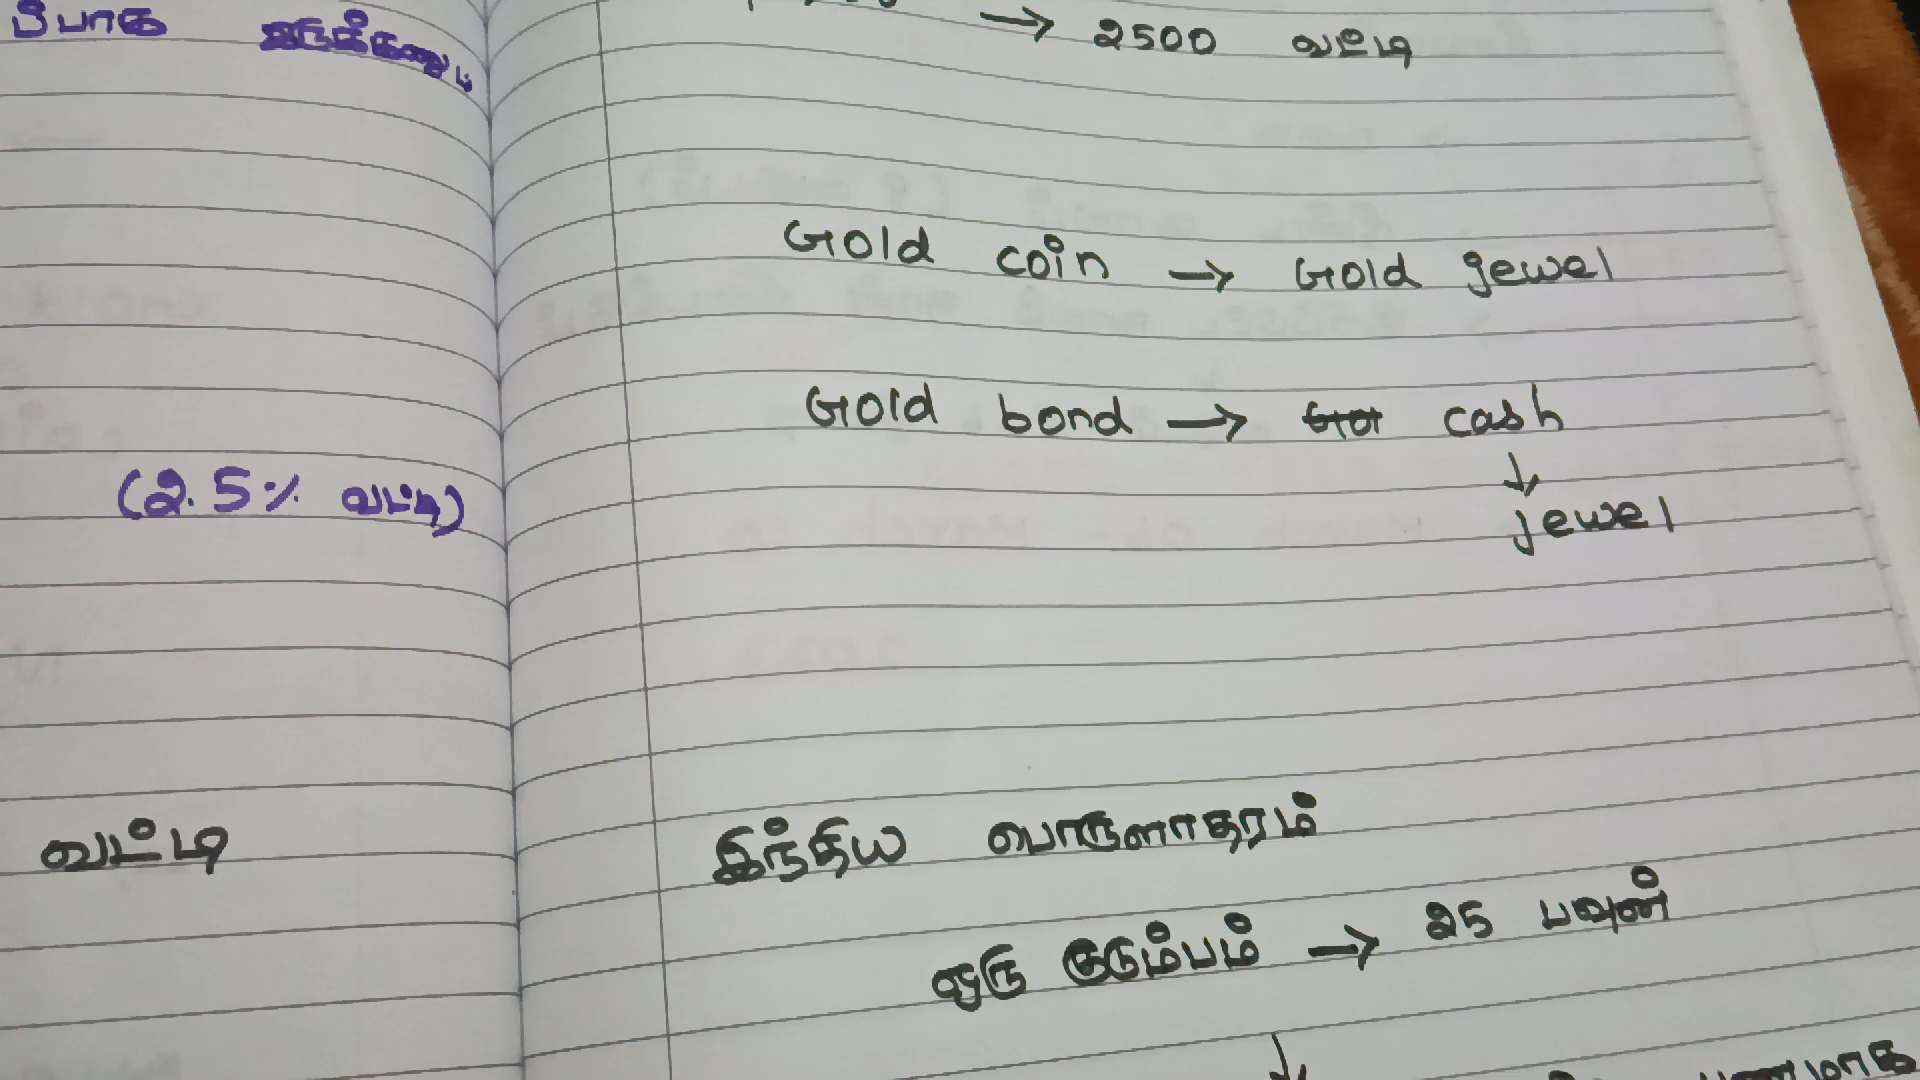 → 2500 வட்டி
Gold coin → Gold jewel
Gold bond → cash
↓
jewel
(2.5% வட்டி)
வட்டி
இந்திய பொருளாதாரம்
ஒரு குடும்பம் → 25 பவுன்
↓